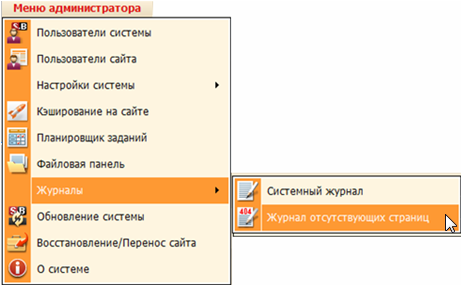 Меню администратора
Пользователи системы
Пользователи сайта
Настройки системы
Кэширование на сайте
Планировщик заданий
Файловая панель
Журналы
Системный журнал
404
Журнал отсутствующих страниц
Обновление системы
Восстановление/Перенос сайта
О системе